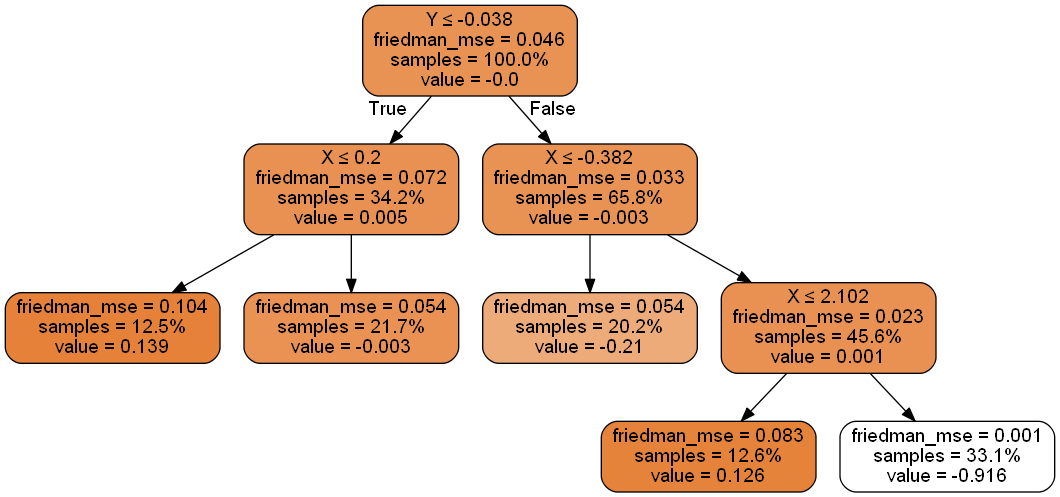 Y ≤ -0.038
friedman_mse = 0.046
samples = 100.0%
value = -0.0
True
False
X ≤ 0.2
friedman_mse = 0.072
samples = 34.2%
value = 0.005
X ≤ -0.382
friedman_mse = 0.033
samples = 65.8%
value = -0.003
friedman_mse = 0.104
samples = 12.5%
value = 0.139
friedman_mse = 0.054
samples = 21.7%
value = -0.003
friedman_mse = 0.054
samples = 20.2%
value = -0.21
X ≤ 2.102
friedman_mse = 0.023
samples = 45.6%
value = 0.001
friedman_mse = 0.083
samples = 12.6%
value = 0.126
friedman_mse = 0.001
samples = 33.1%
value = -0.916